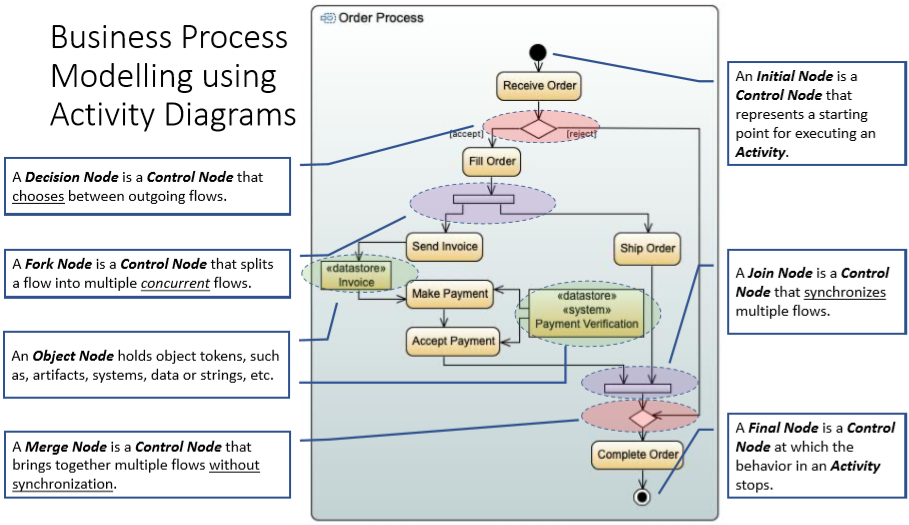 Business Process
Modelling using
Activity Diagrams
A Decision Node is a Control Node that
chooses between outgoing flows.
A Fork Node is a Control Node that splits
a flow into multiple concurrent flows.
An Object Node holds object tokens, such
as, artifacts, systems, data or strings, etc.
A Merge Node is a Control Node that
brings together multiple flows without
synchronization.
Order Process
Receive Order
[accept]
[reject]
Fill Order
Send Invoice
Ship Order
«datastore»
Invoice
Make Payment
«datastore»
«system»
Payment Verification
Accept Payment
Complete Order
An Initial Node is a
Control Node that
represents a starting
point for executing an
Activity.
A Join Node is a Control
Node that synchronizes
multiple flows.
A Final Node is a Control
Node at which the
behavior in an Activity
stops.